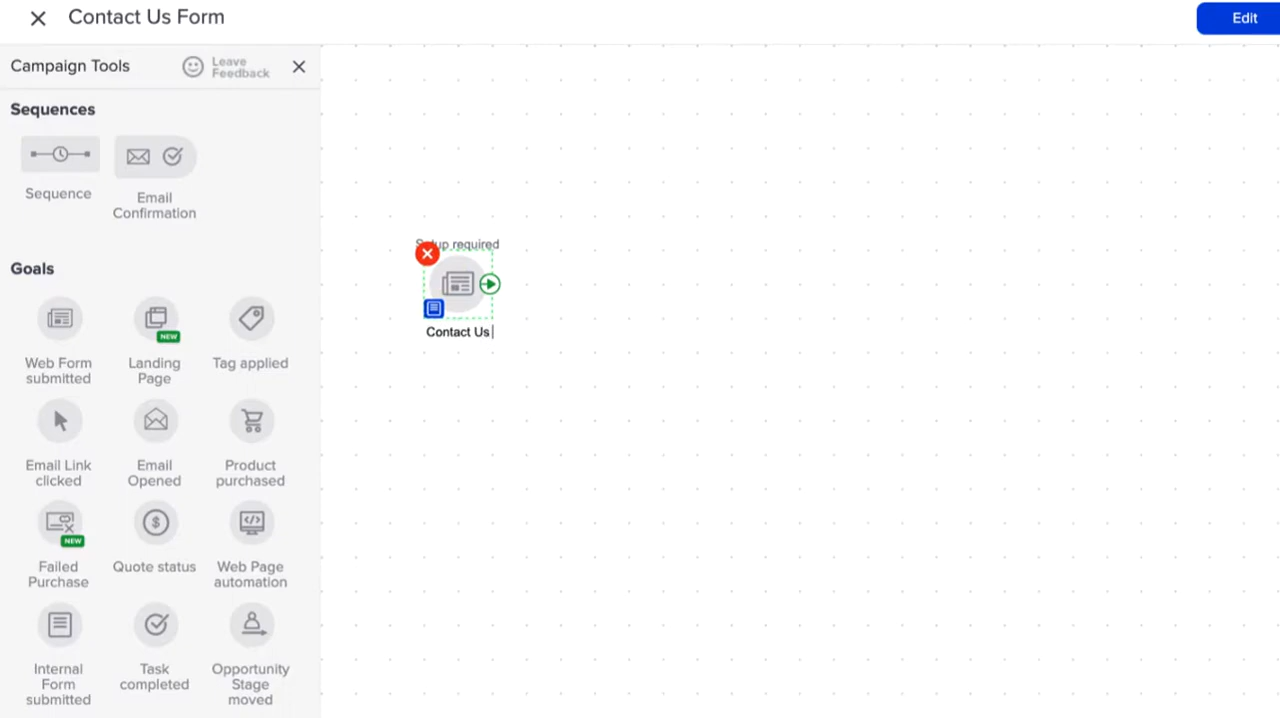 Contact Us Form
Edit
Campaign Tools
Leave
Feedback
Sequences
Sequence
Email
Confirmation
Goals
Web Form
submitted
NEW
Landing
Page
Tag applied
Email Link
clicked
Email
Opened
Product
purchased
NEW
Failed
Purchase
Quote status
Web Page
automation
Internal
Form
submitted
Task
completed
Opportunity
Stage
moved
Setup required
Contact Us